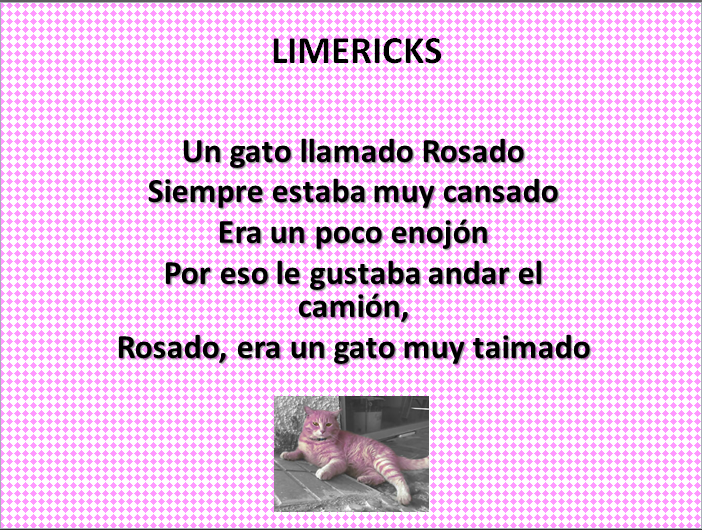 LIMERICKS
Un gato llamado Rosado
Siempre estaba muy cansado
Era un poco enojón
Por eso le gustaba andar el
camión,
Rosado, era un gato muy taimado